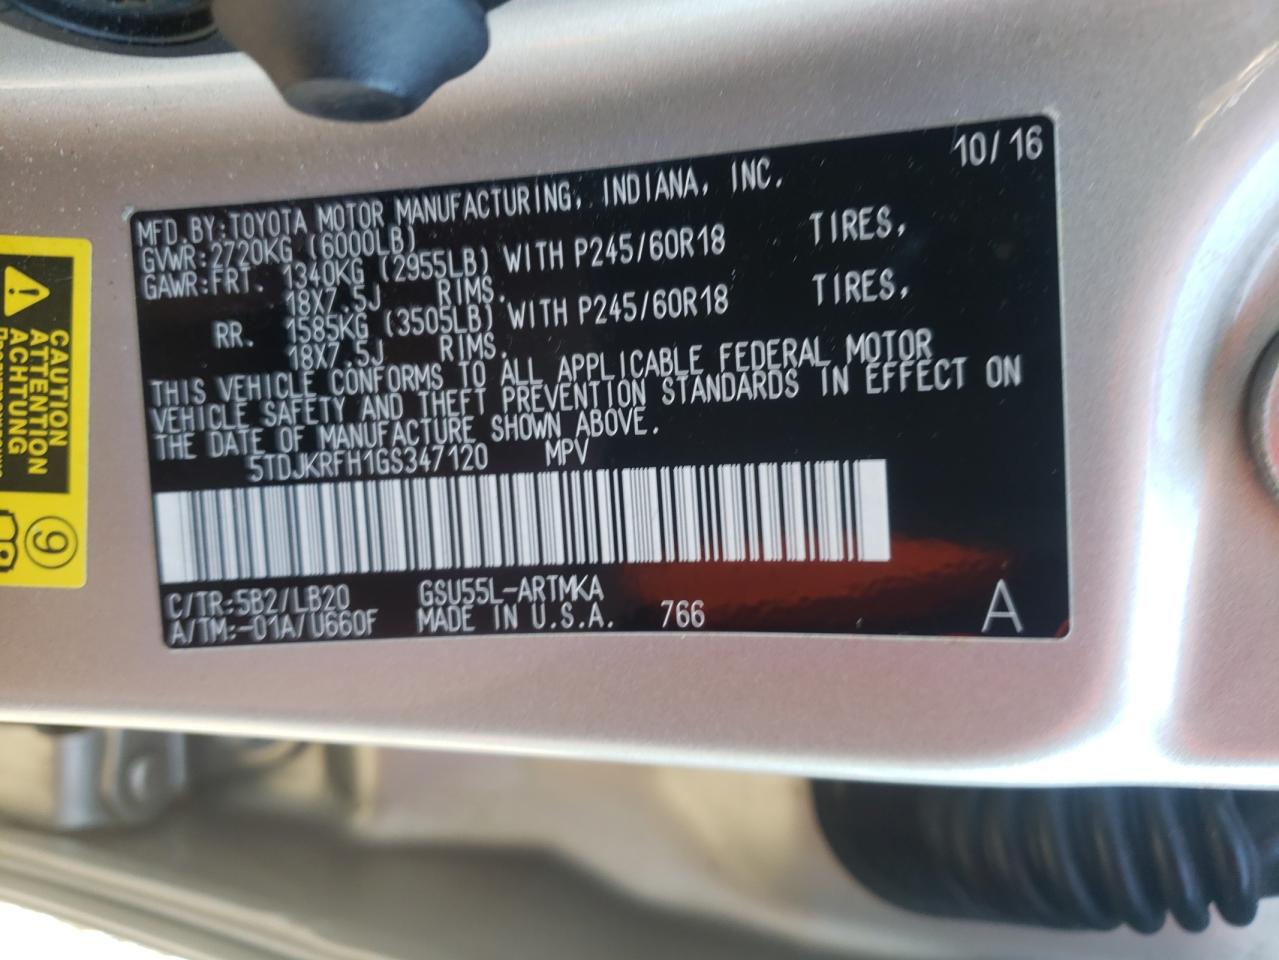 MFD.BY:TOYOTA MOTOR MANUFACTURING, INDIANA, INC. 10/16
GVWR:2720KG (6000LB)
GAWR:FRT. 1340KG (2955LB) WITH P245/60R18 TIRES,
18X7.5J RIMS.
RR. 1585KG (3505LB) WITH P245/60R18 TIRES,
18X7.5J RIMS.
THIS VEHICLE CONFORMS TO ALL APPLICABLE FEDERAL MOTOR
VEHICLE SAFETY AND THEFT PREVENTION STANDARDS IN EFFECT ON
THE DATE OF MANUFACTURE SHOWN ABOVE.
5TDJKRFH1GS347120 MPV
C/TR:5B2/LB20 GSU55L-ARTMKA
A/TM:-01A/U660F MADE IN U.S.A. 766 A
CAUTION
ATTENTION
ACHTUNG
9